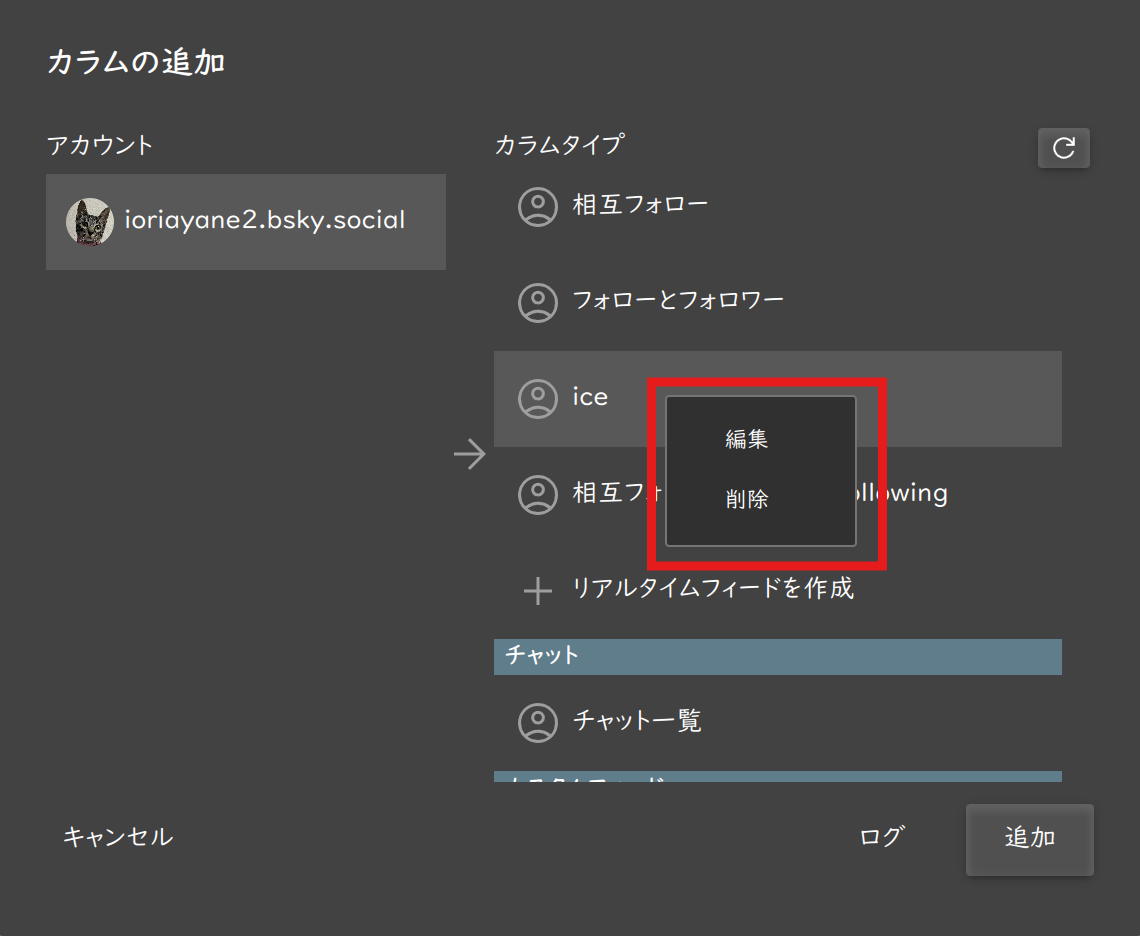 カラムの追加
アカウント
ioriayane2.bsky.social
カラムタイプ
相互フォロー
フォローとフォロワー
ice
編集
削除
相互フォ
ollowing
リアルタイムフィードを作成
チャット
チャット一覧
キャンセル
ログ
追加